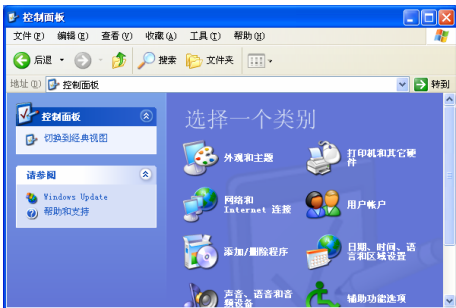 控制面板
文件(F) 编辑(E) 查看(V) 收藏(A) 工具(T) 帮助(H)
后退 搜索 文件夹
地址(D) 控制面板 转到
控制面板
切换到经典视图
请参阅
Windows Update
帮助和支持
选择一个类别
外观和主题
打印机和其它硬
件
网络和
Internet 连接
用户帐户
添加/删除程序
日期、时间、语
言和区域设置
声音、语音和音
频设备
辅助功能选项